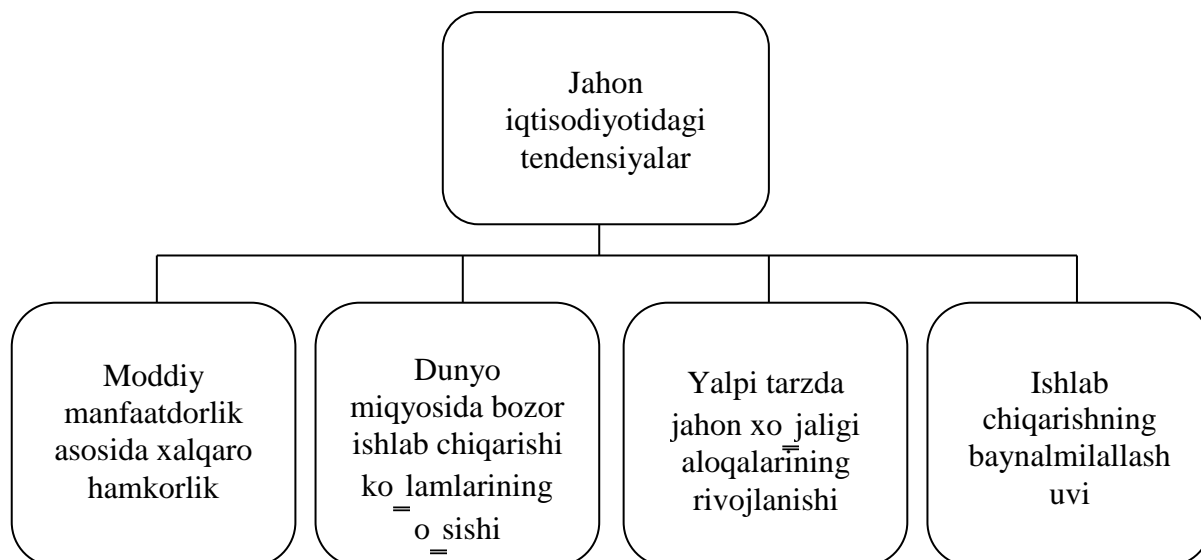 Jahon
iqtisodiyotidagi
tendensiyalar
Moddiy
manfaatdorlik
asosida xalqaro
hamkorlik
Dunyo
miqyosida bozor
ishlab chiqarishi
ko‗lamlarining
o‗sishi
Yalpi tarzda
jahon xo‗jaligi
aloqalarining
rivojlanishi
Ishlab
chiqarishning
baynalmilallash
uvi